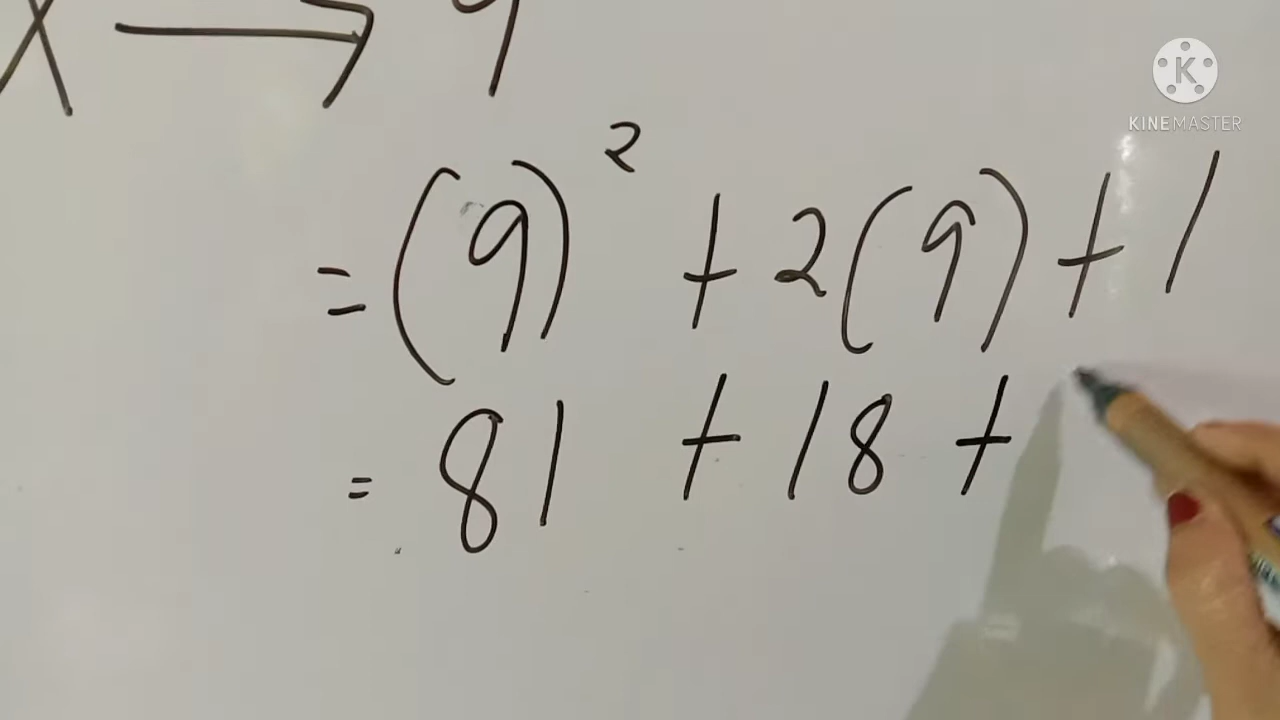 x → 9
= (9)² + 2(9) + 1
= 81 + 18 +
K
KINEMASTER